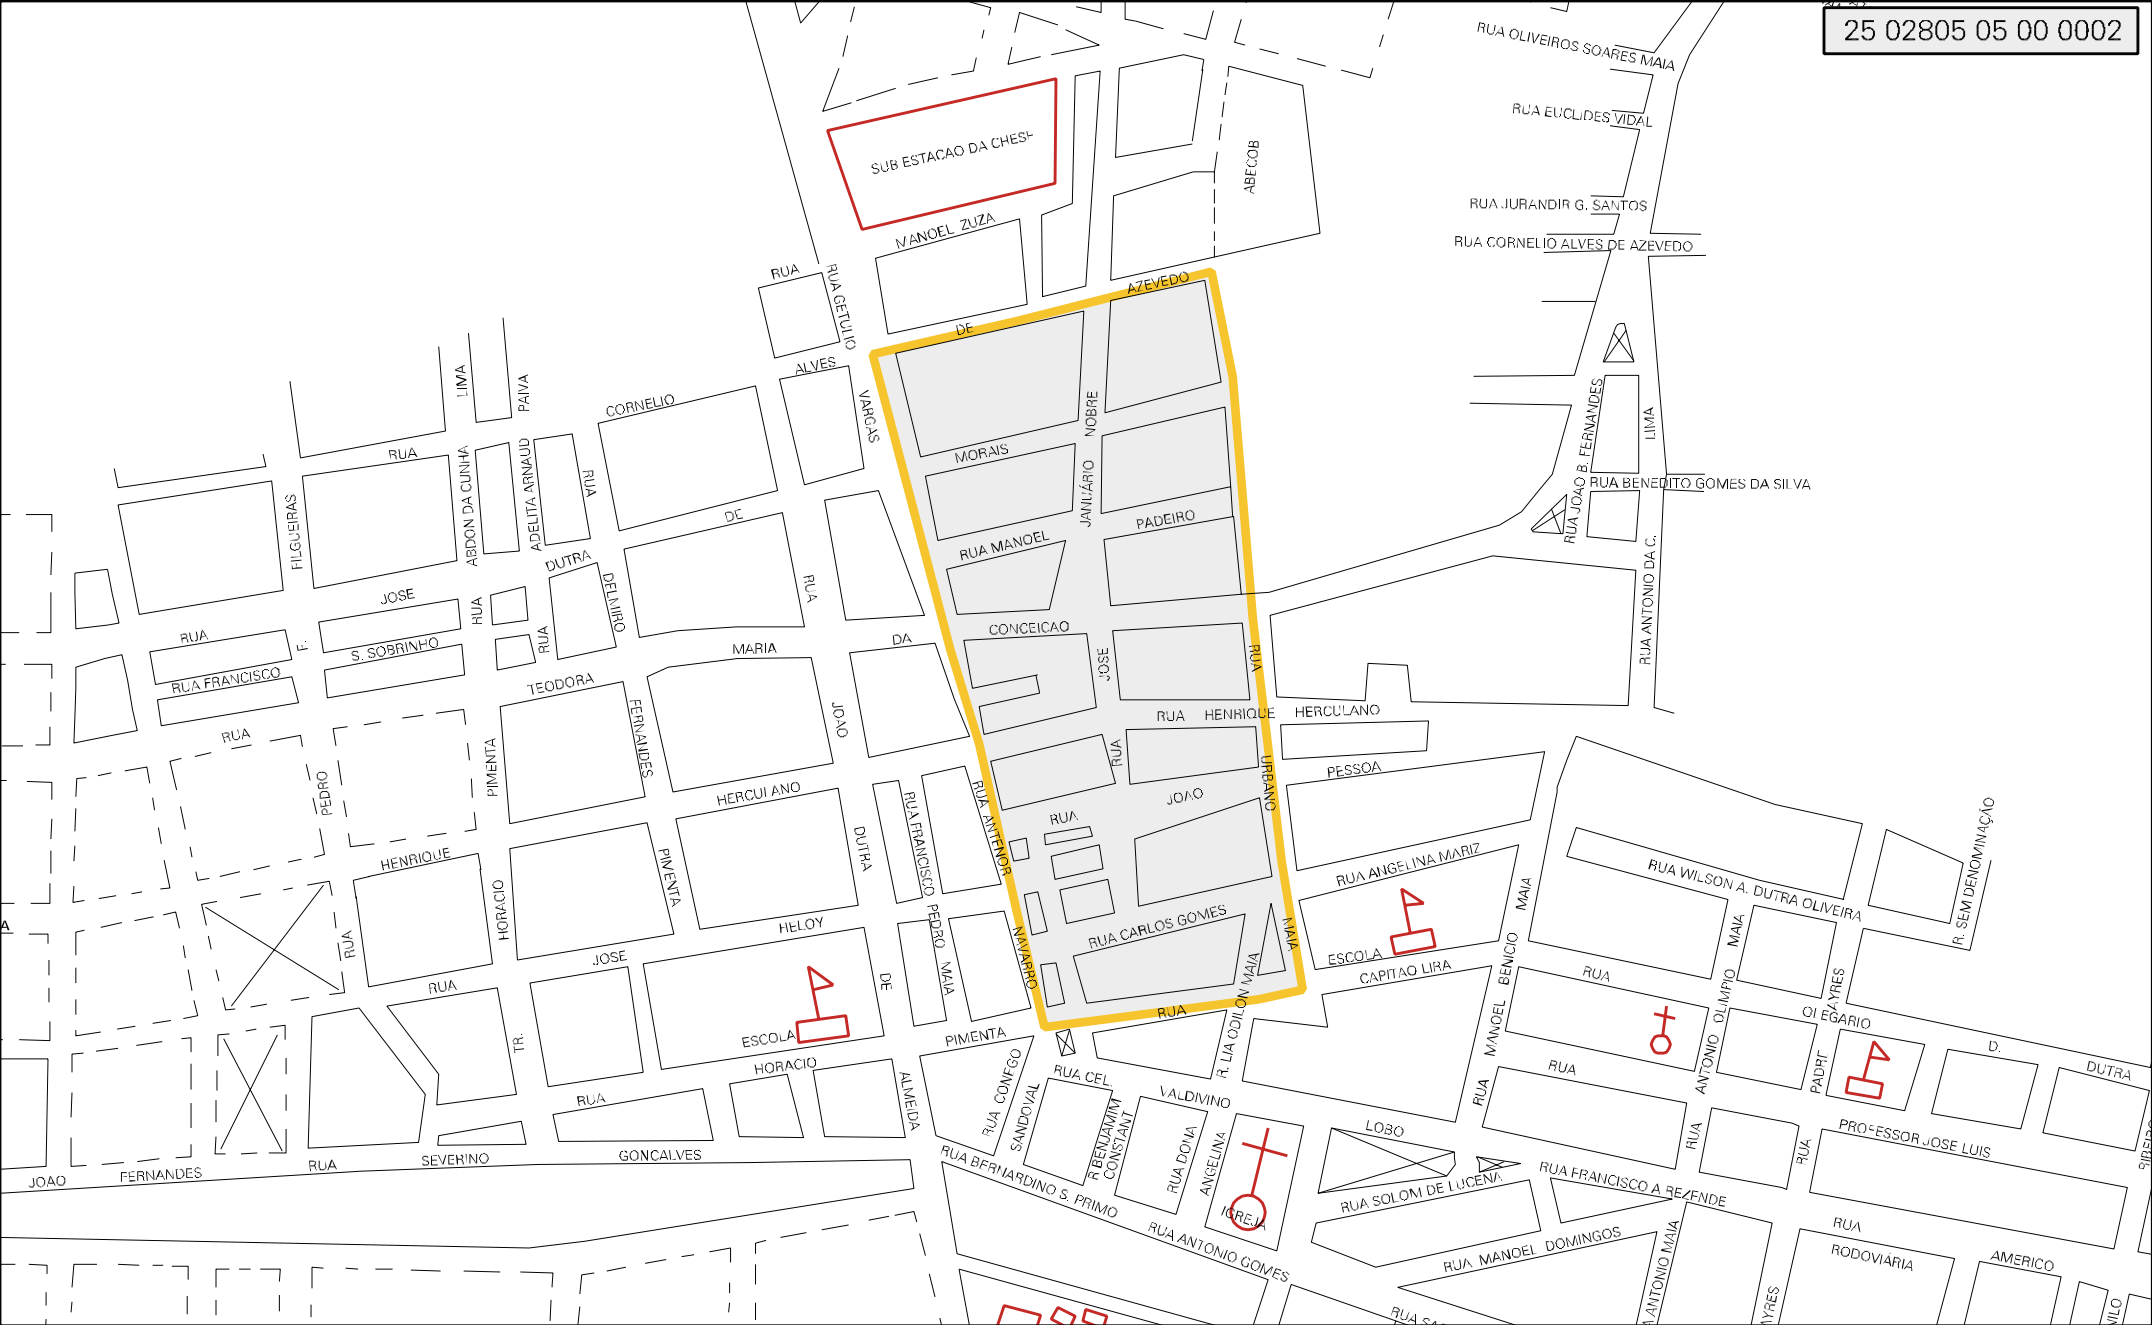 25 02805 05 00 0002
RUA OLIVEIROS SOARES MAIA
RUA EUCLIDES VIDAL
SUB ESTACAO DA CHESF
ABECOB
RUA JURANDIR G. SANTOS
RUA CORNELIO ALVES DE AZEVEDO
MANOEL ZUZA
RUA
RUA GETULIO
AZEVEDO
DE
ALVES
VARGAS
CORNELIO
LIMA
PAIVA
NOBRE
RUA JOAO B. FERNANDES
LIMA
RUA
MORAIS
ABDON DA CUNHA
ADELITA ARNAUD
RUA
JANUÁRIO
RUA BENEDITO GOMES DA SILVA
FILGUEIRAS
DE
PADEIRO
RUA MANOEL
DUTRA
DELMIRO
RUA
JOSE
RUA
RUA
RUA ANTONIO DA C.
RUA
F.
S. SOBRINHO
CONCEICAO
DA
MARIA
JOSE
RUA
RUA FRANCISCO
TEODORA
FERNANDES
JOAO
RUA HENRIQUE HERCULANO
RUA
PIMENTA
RUA
PEDRO
HERCULANO
RUA ANTENOR
URBANO
PESSOA
JOAO
RUA
RUA FRANCISCO
DUTRA
HENRIQUE
PIMENTA
RUA ANGELINA MARIZ
RUA WILSON A. DUTRA OLIVEIRA
R. SEM DENOMINAÇÃO
MAIA
HORACIO
RUA
HELOY
PEDRO
MAIA
NAVARRO
RUA CARLOS GOMES
MAIA
ESCOLA
CAPITAO LIRA
MANOEL BENICIO
RUA
MAIA
JOSE
RUA
DE
RUA
R. LIA ODILON MAIA
OLIMPIO
AYRES
OLEGARIO
TR.
ESCOLA
PIMENTA
HORACIO
ALMEIDA
RUA CONEGO
SANDOVAL
RUA CEL.
VALDIVINO
RUA
RUA
ANTONIO
PADRE
D.
DUTRA
RUA
R BENJAMIM
CONSTANT
RUA DONA
ANGELINA
LOBO
RUA
RUA
PROFESSOR JOSE LUIS
JOAO
FERNANDES
RUA
SEVERINO
GONCALVES
RUA BERNARDINO S. PRIMO
IGREJA
RUA SOLOM DE LUCENA
RUA FRANCISCO A REZENDE
RUA ANTONIO GOMES
RUA MANOEL DOMINGOS
ANTONIO MAIA
RUA
RODOVIÁRIA
AMERICO